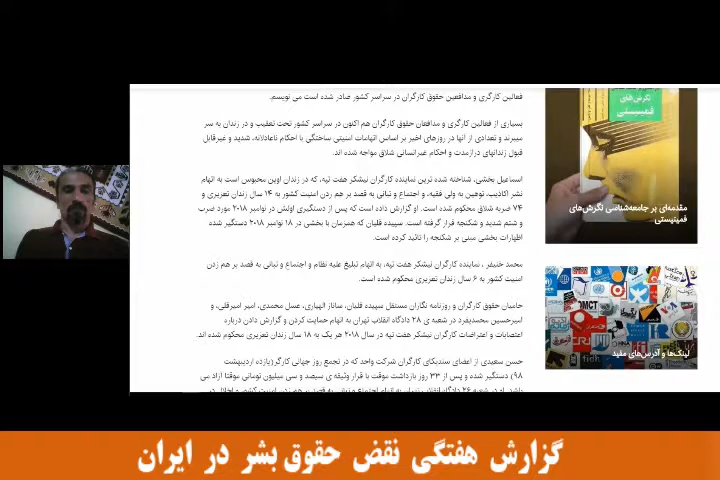 فعالین کارگری و مدافعین حقوق کارگران در سراسر کشور صادر شده است می نویسم.
بسیاری از فعالین کارگری و مدافعان حقوق کارگران هم اکنون در سراسر کشور تحت تعقیب و در زندان به سر
میبرند و تعدادی از آنها در روزهای اخیر بر اساس اتهامات امنیتی ساختگی با احکام ناعادلانه، شدید و غیرقابل
قبول زندانهای درازمدت و احکام غیرانسانی شلاق مواجه شده اند.
اسماعیل بخشی، شناخته شده ترین نماینده کارگران نیشکر هفت تپه، که در زندان اوین محبوس است به اتهام
نشر اکاذیب، توهین به ولی فقیه، و اجتماع و تبانی به قصد بر هم زدن امنیت کشور به ۱۴ سال زندان تعزیری و
۷۴ ضربه شلاق محکوم شده است. او گزارش داده است که پس از دستگیری اولش در نوامبر ۲۰۱۸ مورد ضرب
و شتم شدید و شکنجه قرار گرفته است. سپیده قلیان که همزمان با بخشی در ۱۸ نوامبر ۲۰۱۸ دستگیر شده
اظهارات بخشی مبنی بر شکنجه را تائید کرده است.
محمد خنیفر ، نماینده کارگران نیشکر هفت تپه، به اتهام تبلیغ علیه نظام و اجتماع و تبانی به قصد بر هم زدن
امنیت کشور به ۶ سال زندان تعزیری محکوم شده است.
حامیان حقوق کارگران و روزنامه نگاران مستقل سپیده قلیان، ساناز الهیاری، عسل محمدی، امیر امیرقلی، و
امیرحسین محمدیفرد در شعبه ی ۲۸ دادگاه انقلاب تهران به اتهام حمایت کردن و گزارش دادن درباره
اعتصابات و اعتراضات کارگران نیشکر هفت تپه در سال ۲۰۱۸ هر یک به ۱۸ سال زندان تعزیری محکوم شده اند.
حسن سعیدی از اعضای سندیکای کارگران شرکت واحد که در تجمع روز جهانی کارگر(یازده اردیبهشت
۹۸) دستگیر شده و پس از ۳۳ روز بازداشت موقت با قرار وثیقه ی سیصد و سی میلیون تومانی موقتا آزاد می
نگرش‌های
فمینیستی
مقدمه‌ای بر جامعه‌شناسی نگرش‌های
فمینیستی
لینک‌ها و آدرس‌های مفید
گزارش هفتگی نقض حقوق بشر در ایران